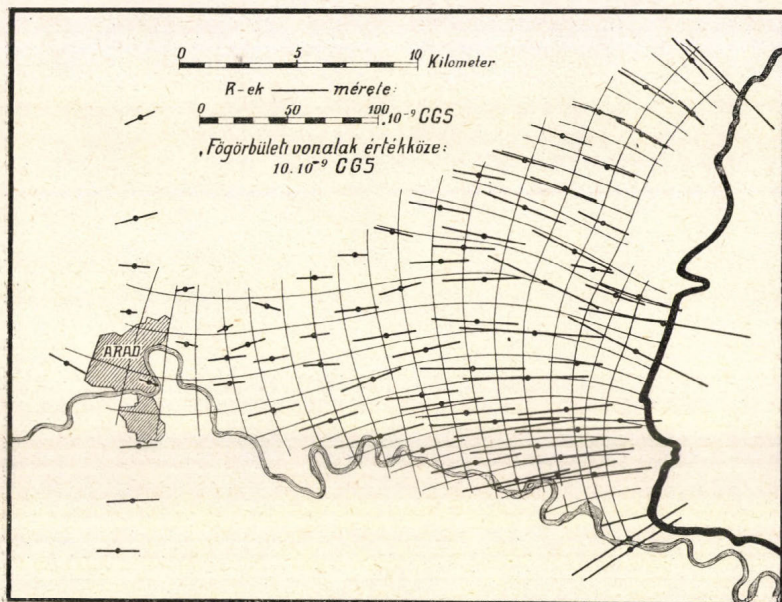 0 5 10 Kilometer
R-ek mérete:
0 50 100 .10⁻⁹ CGS
„Főgörbületi vonalak értékköze:
10.10⁻⁹ CGS
ARAD